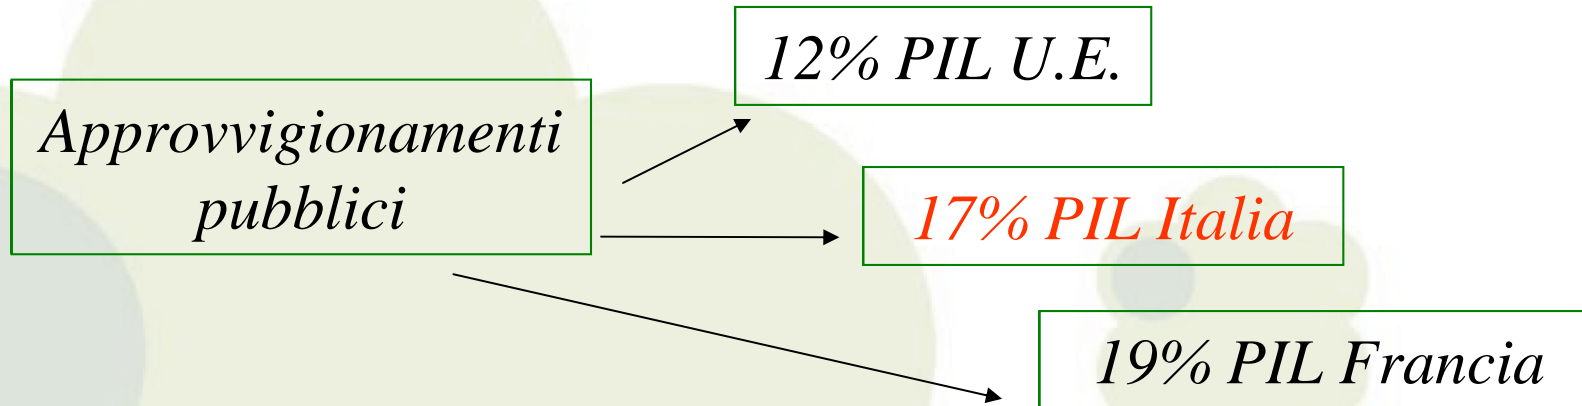 12% PIL U.E.
Approvvigionamenti
pubblici
17% PIL Italia
19% PIL Francia